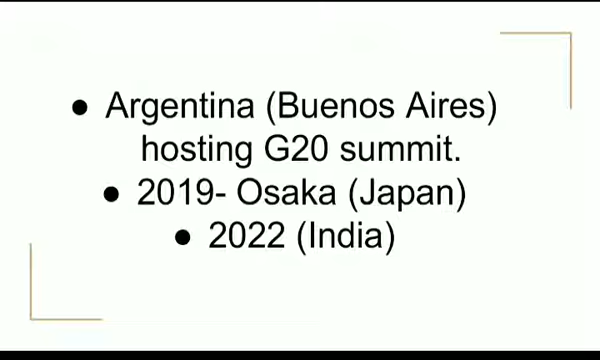 ● Argentina (Buenos Aires)
hosting G20 summit.
● 2019- Osaka (Japan)
● 2022 (India)